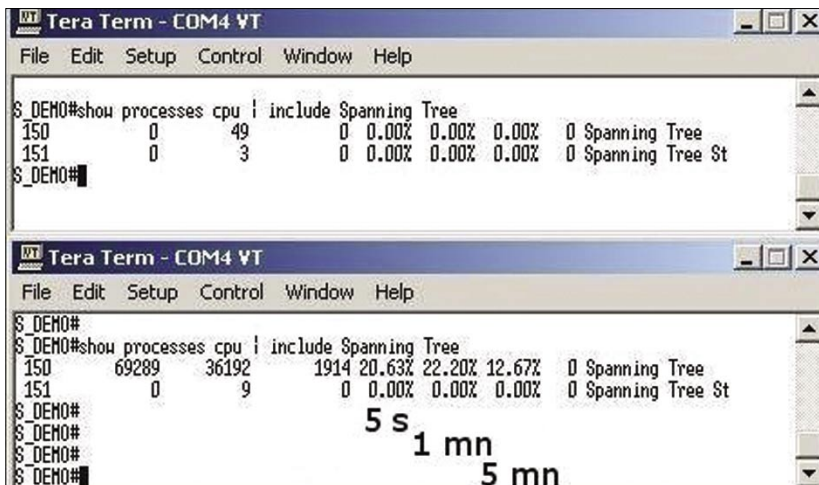 Tera Term - COM4 VT
File Edit Setup Control Window Help
S_DEMO#show processes cpu | include Spanning Tree
150 0 49 0 0.00% 0.00% 0.00% 0 Spanning Tree
151 0 3 0 0.00% 0.00% 0.00% 0 Spanning Tree St
S_DEMO#
Tera Term - COM4 VT
File Edit Setup Control Window Help
S_DEMO#
S_DEMO#show processes cpu | include Spanning Tree
150 69289 36192 1914 20.63% 22.20% 12.67% 0 Spanning Tree
151 0 9 0 0.00% 0.00% 0.00% 0 Spanning Tree St
S_DEMO#
S_DEMO#
S_DEMO#
S_DEMO#
5 s
1 mn
5 mn